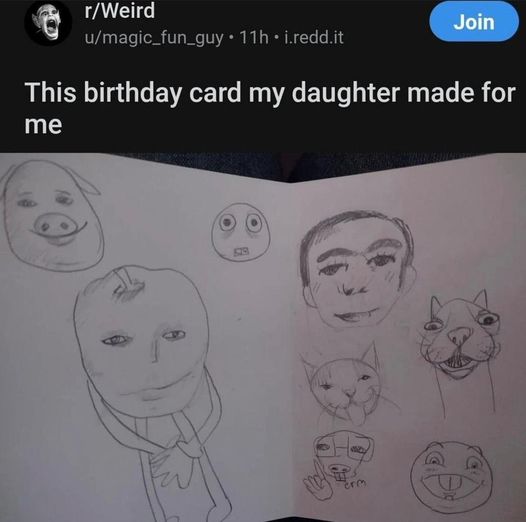 r/Weird
u/magic_fun_guy • 11h • i.redd.it
Join
This birthday card my daughter made for
me
erm